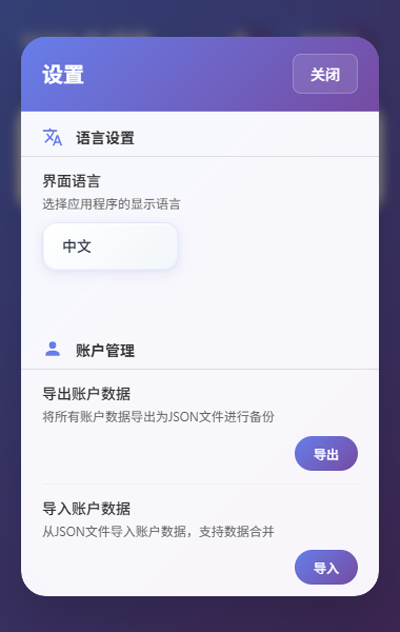 设置
关闭
语言设置
界面语言
选择应用程序的显示语言
中文
账户管理
导出账户数据
将所有账户数据导出为JSON文件进行备份
导出
导入账户数据
从JSON文件导入账户数据，支持数据合并
导入